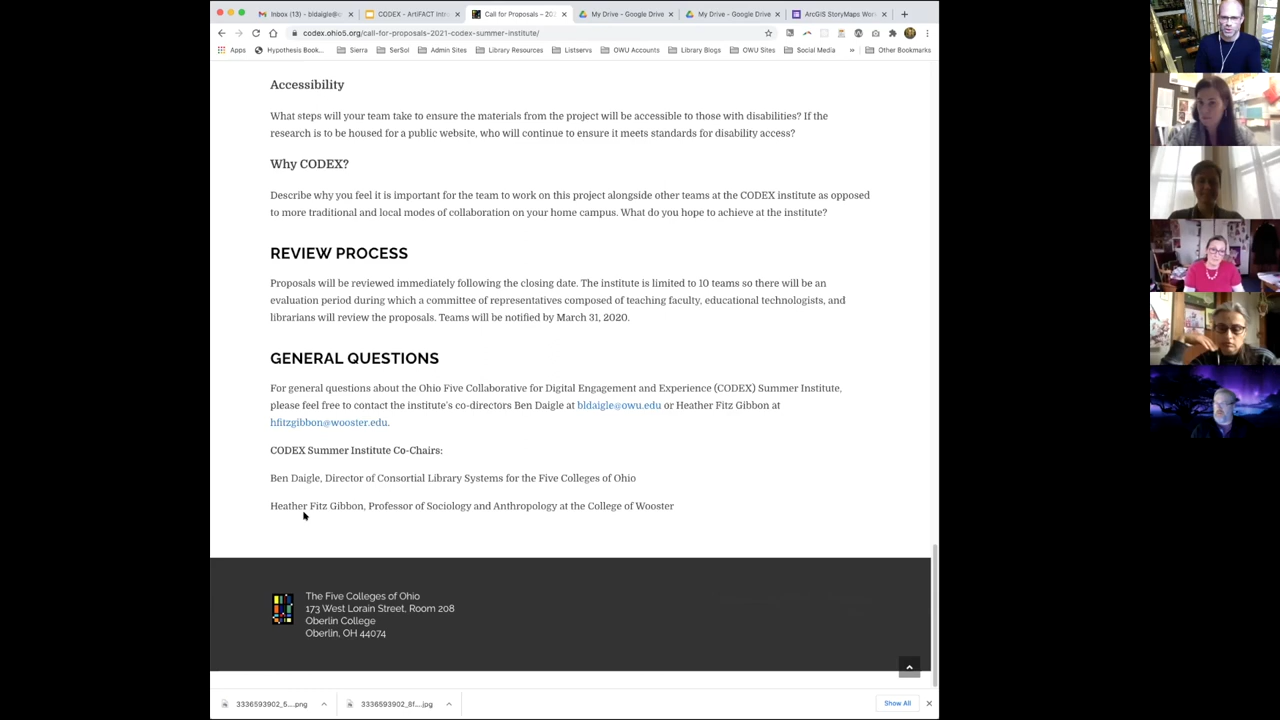 Inbox (13) - bldaigle@
CODEX - ArtiFACT Intro
Call for Proposals – 202
My Drive - Google Drive
My Drive - Google Drive
ArcGIS StoryMaps Wor
codex.ohio5.org/call-for-proposals-2021-codex-summer-institute/
Apps
Hypothesis Book...
Sierra
SerSol
Admin Sites
Library Resources
Listservs
OWU Accounts
Library Blogs
OWU Sites
Social Media
»
Other Bookmarks
Accessibility
What steps will your team take to ensure the materials from the project will be accessible to those with disabilities? If the
research is to be housed for a public website, who will continue to ensure it meets standards for disability access?
Why CODEX?
Describe why you feel it is important for the team to work on this project alongside other teams at the CODEX institute as opposed
to more traditional and local modes of collaboration on your home campus. What do you hope to achieve at the institute?
REVIEW PROCESS
Proposals will be reviewed immediately following the closing date. The institute is limited to 10 teams so there will be an
evaluation period during which a committee of representatives composed of teaching faculty, educational technologists, and
librarians will review the proposals. Teams will be notified by March 31, 2020.
GENERAL QUESTIONS
For general questions about the Ohio Five Collaborative for Digital Engagement and Experience (CODEX) Summer Institute,
please feel free to contact the institute's co-directors Ben Daigle at bldaigle@owu.edu or Heather Fitz Gibbon at
hfitzgibbon@wooster.edu.
CODEX Summer Institute Co-Chairs:
Ben Daigle, Director of Consortial Library Systems for the Five Colleges of Ohio
Heather Fitz Gibbon, Professor of Sociology and Anthropology at the College of Wooster
The Five Colleges of Ohio
173 West Lorain Street, Room 208
Oberlin College
Oberlin, OH 44074
3336593902_5....png
3336593902_8f....jpg
Show All